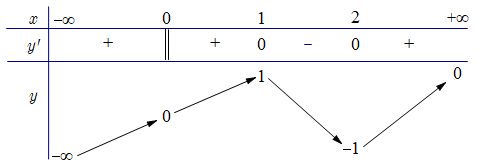 x −∞ 0 1 2 +∞
y' + || + 0 − 0 +
1 0
y 0
−∞ −1